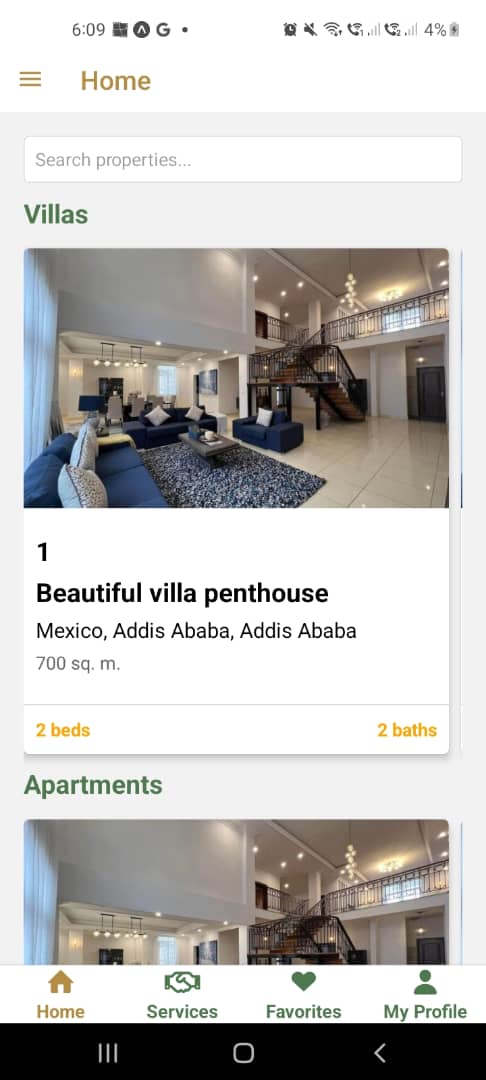 6:09 G 4%
Home
Search properties...
Villas
1
Beautiful villa penthouse
Mexico, Addis Ababa, Addis Ababa
700 sq. m.
2 beds 2 baths
Apartments
Home Services Favorites My Profile